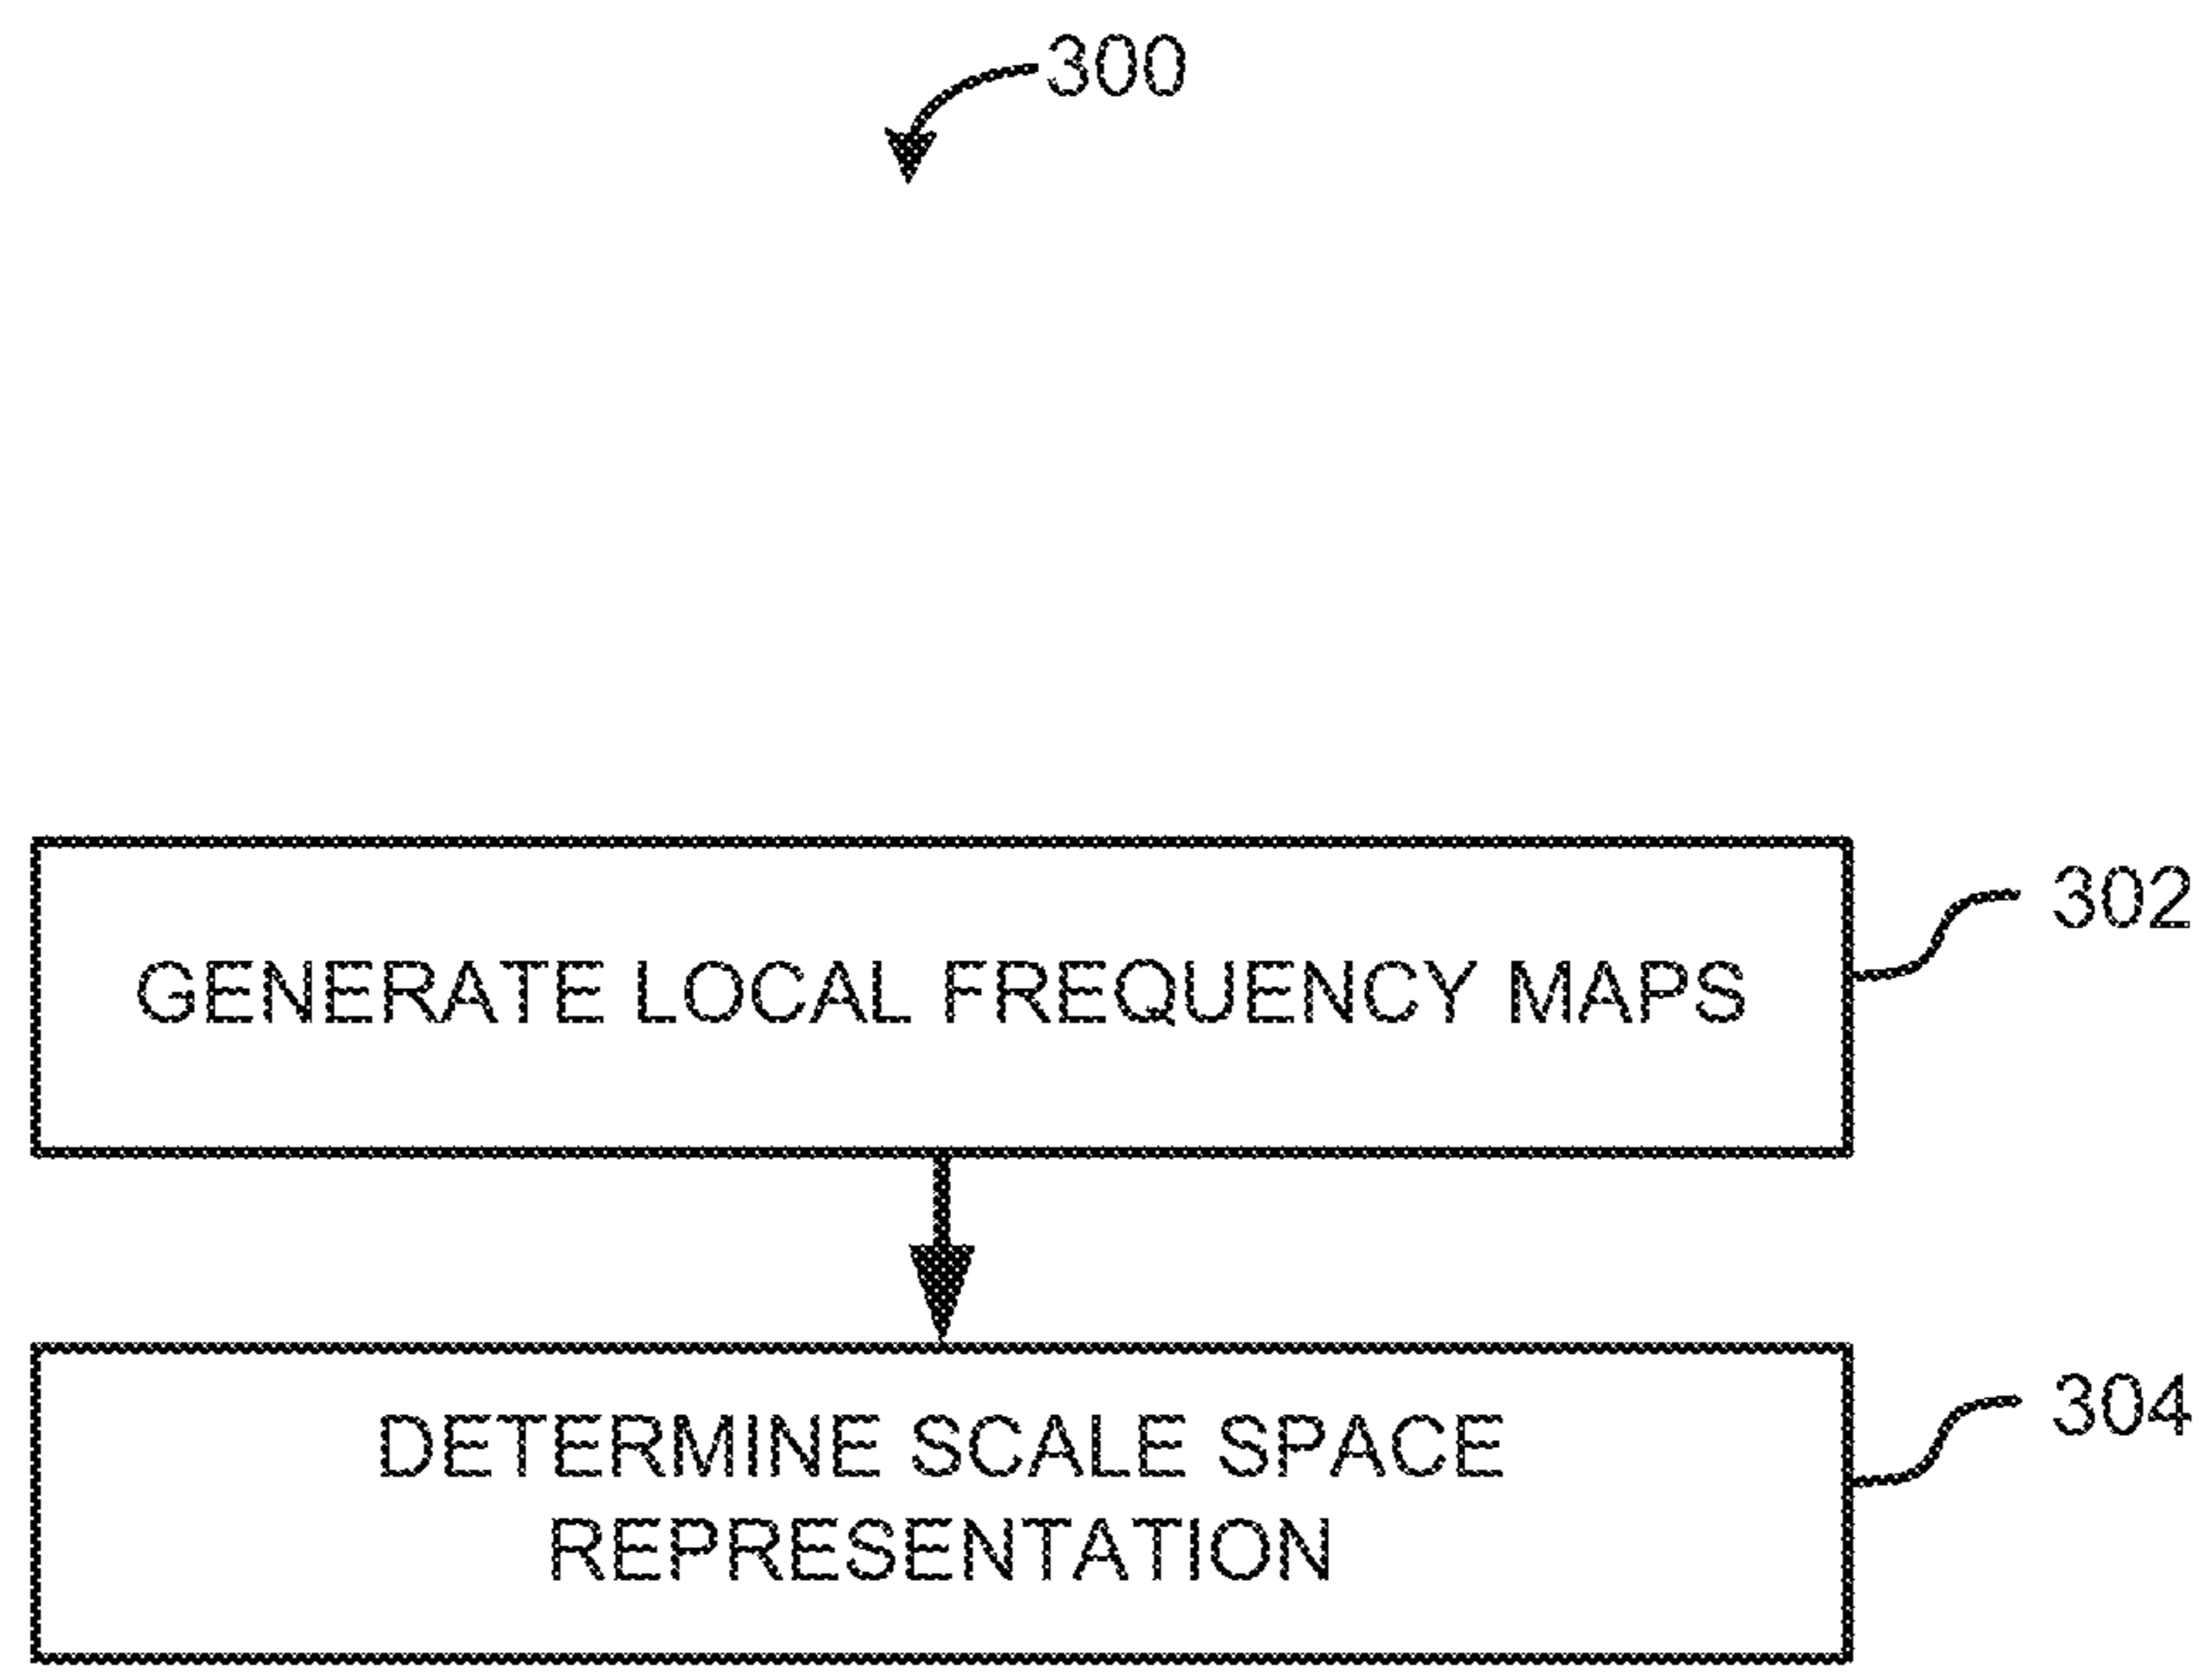 300
GENERATE LOCAL FREQUENCY MAPS
302
DETERMINE SCALE SPACE
REPRESENTATION
304